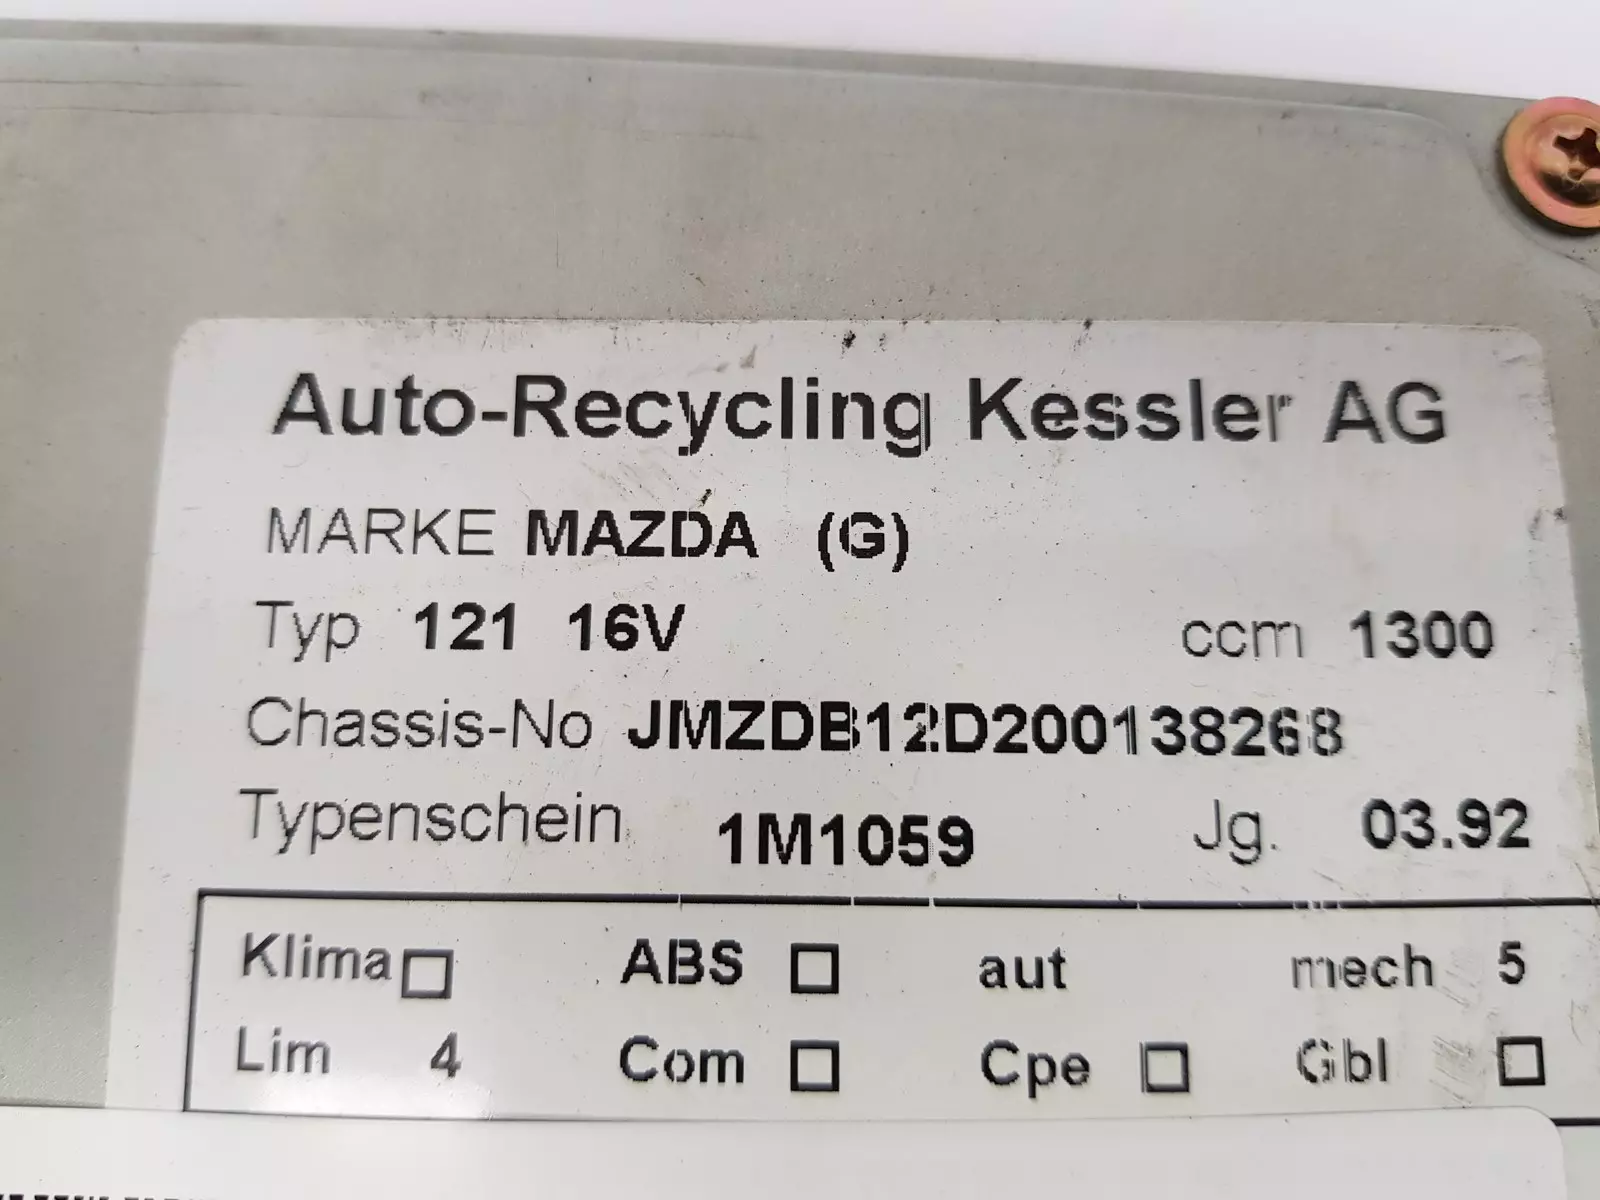 Auto-Recycling Kessler AG
MARKE MAZDA (G)
Typ 121 16V ccm 1300
Chassis-No JMZDB12D200138268
Typenschein 1M1059 Jg. 03.92
Klima ABS aut mech 5
Lim 4 Com Cpe Gbl